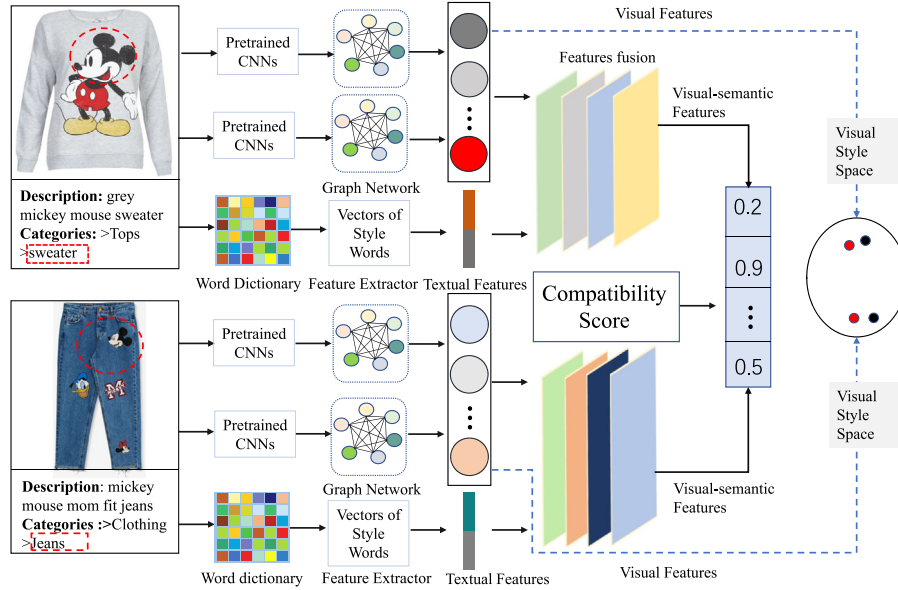 Visual Features
Pretrained
CNNs
Features fusion
Visual-semantic
Features
Pretrained
CNNs
Visual
Style
Space
Graph Network
Description: grey
mickey mouse sweater
Categories: >Tops
>sweater
Vectors of
Style
Words
0.2
0.9
0.5
Word Dictionary
Feature Extractor
Textual Features
Compatibility
Score
Pretrained
CNNs
M
Pretrained
CNNs
Visual
Style
Space
Graph Network
Visual-semantic
Features
Description: mickey
mouse mom fit jeans
Categories :>Clothing
>Jeans
Vectors of
Style
Words
Word dictionary
Feature Extractor
Textual Features
Visual Features